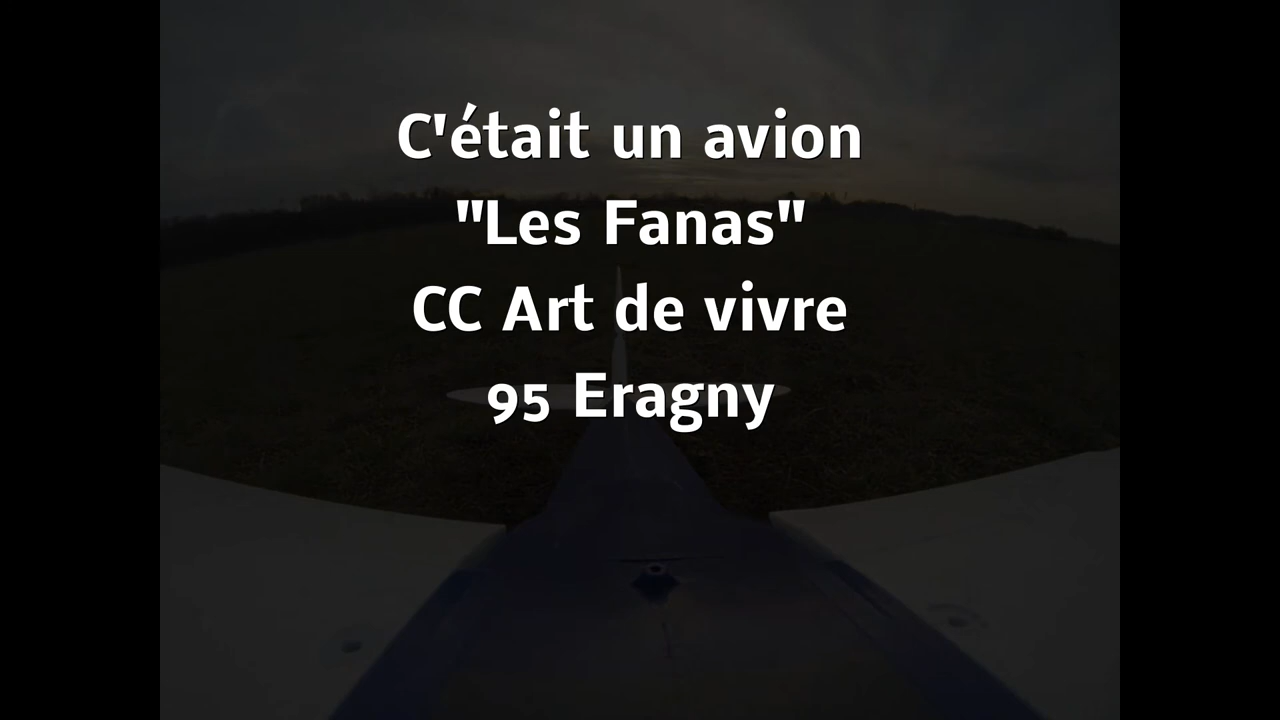 C'était un avion
"Les Fanas"
CC Art de vivre
95 Eragny